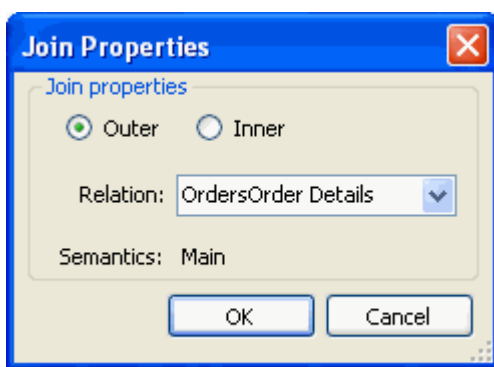 Join Properties
Join properties
Outer Inner
Relation: OrdersOrder Details
Semantics: Main
OK Cancel